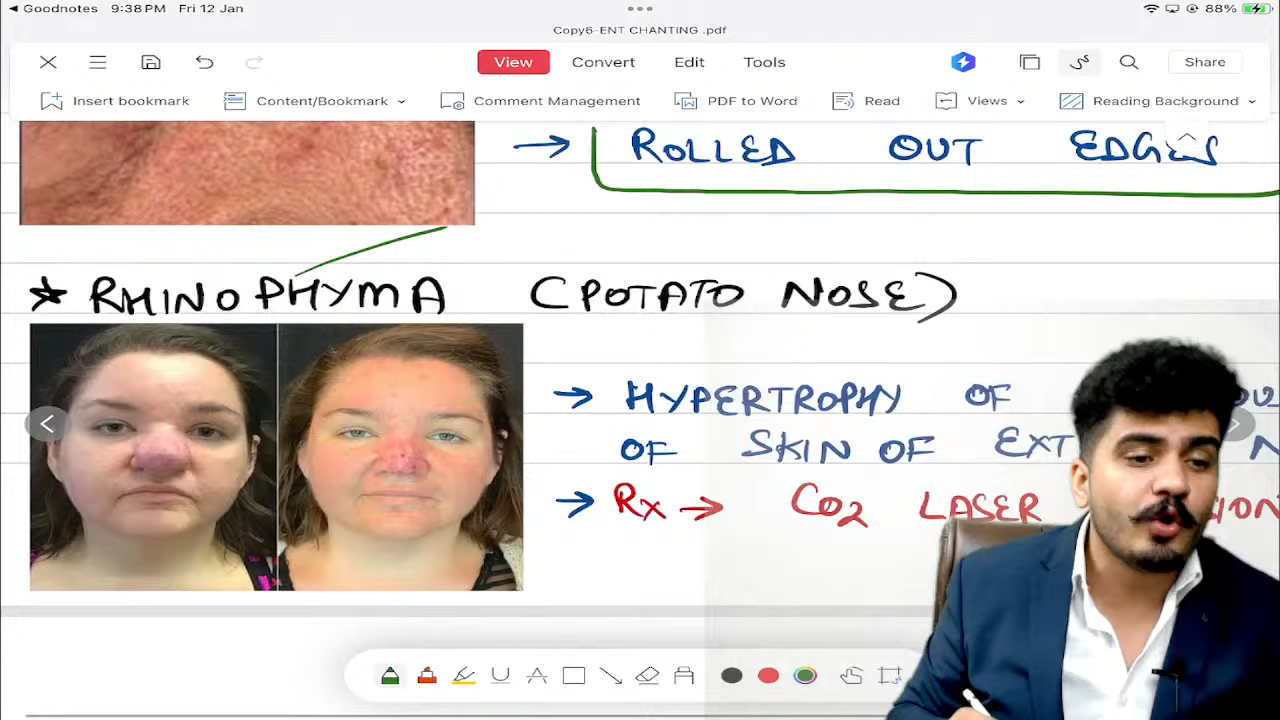 Goodnotes 9:38 PM Fri 12 Jan 88%
Copy6-ENT CHANTING .pdf
View Convert Edit Tools Share
Insert bookmark Content/Bookmark Comment Management PDF to Word Read Views Reading Background
→ ROLLED OUT EDGES
* RHINOPHYMA (POTATO NOSE)
→ HYPERTROPHY OF
OF SKIN OF EXT
→ Rx → CO2 LASER